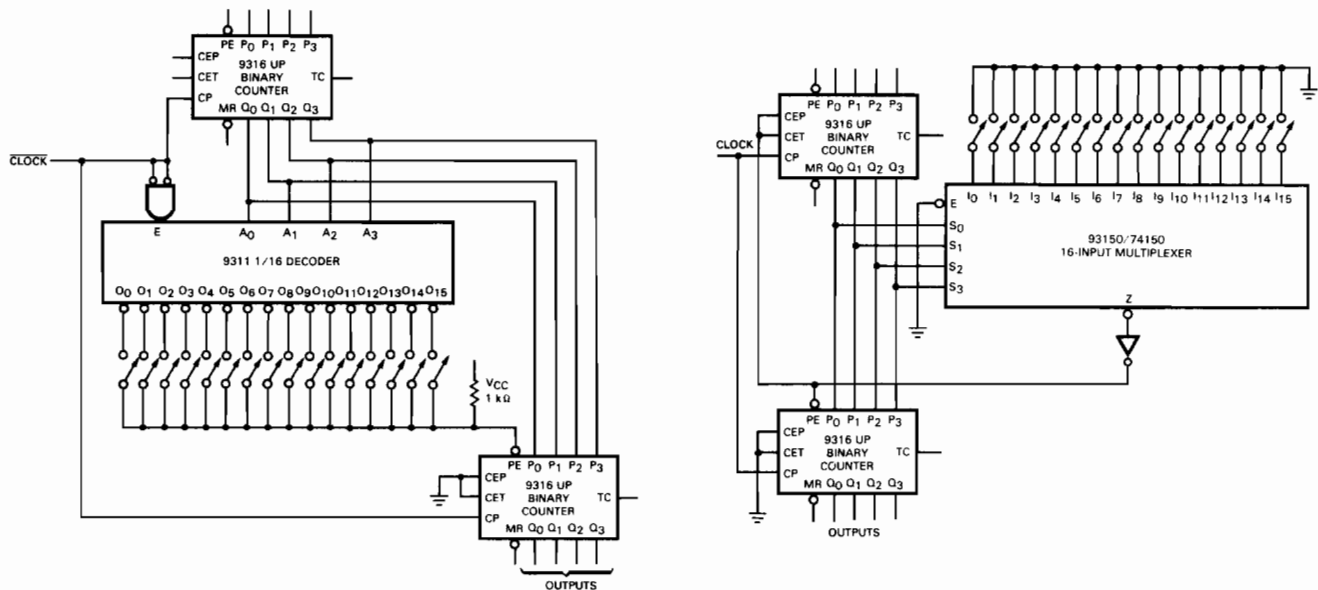 PE P0 P1 P2 P3
CEP
9316 UP
BINARY
COUNTER
CET
TC
CP
MR Q0 Q1 Q2 Q3
CLOCK
E A0 A1 A2 A3
9311 1/16 DECODER
O0 O1 O2 O3 O4 O5 O6 O7 O8 O9 O10 O11 O12 O13 O14 O15
VCC
1 kΩ
PE P0 P1 P2 P3
CEP
9316 UP
BINARY
COUNTER
CET
TC
CP
MR Q0 Q1 Q2 Q3
OUTPUTS
PE P0 P1 P2 P3
CEP
9316 UP
BINARY
COUNTER
CET
TC
CLOCK
CP
MR Q0 Q1 Q2 Q3
I0 I1 I2 I3 I4 I5 I6 I7 I8 I9 I10 I11 I12 I13 I14 I15
E
S0
S1
S2
S3
93150/74150
16-INPUT MULTIPLEXER
Z
PE P0 P1 P2 P3
CEP
9316 UP
BINARY
COUNTER
CET
TC
CP
MR Q0 Q1 Q2 Q3
OUTPUTS